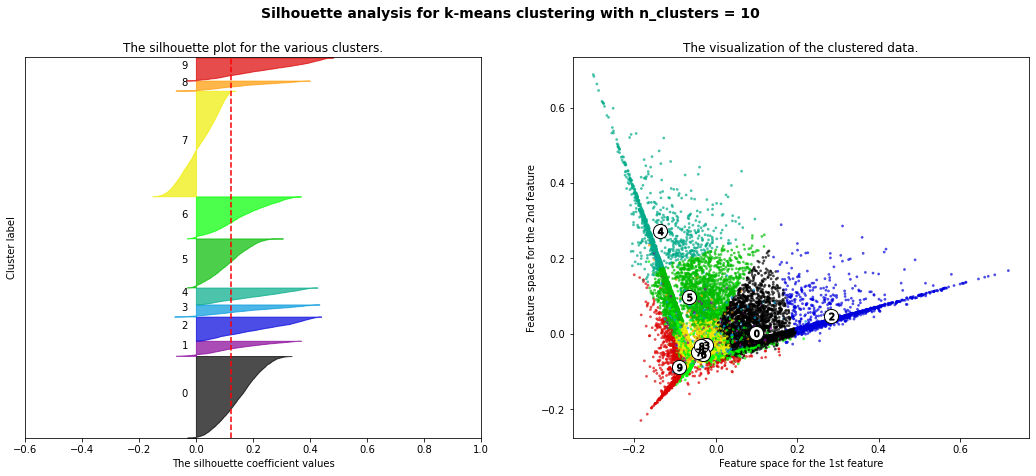 Silhouette analysis for k-means clustering with n_clusters = 10
The silhouette plot for the various clusters.
Cluster label
9
8
7
6
5
4
3
2
1
0
−0.6 −0.4 −0.2 0.0 0.2 0.4 0.6 0.8 1.0
The silhouette coefficient values
The visualization of the clustered data.
Feature space for the 2nd feature
0.6
0.4
0.2
0.0
−0.2
4
5
2
0
3
9
−0.2 0.0 0.2 0.4 0.6
Feature space for the 1st feature